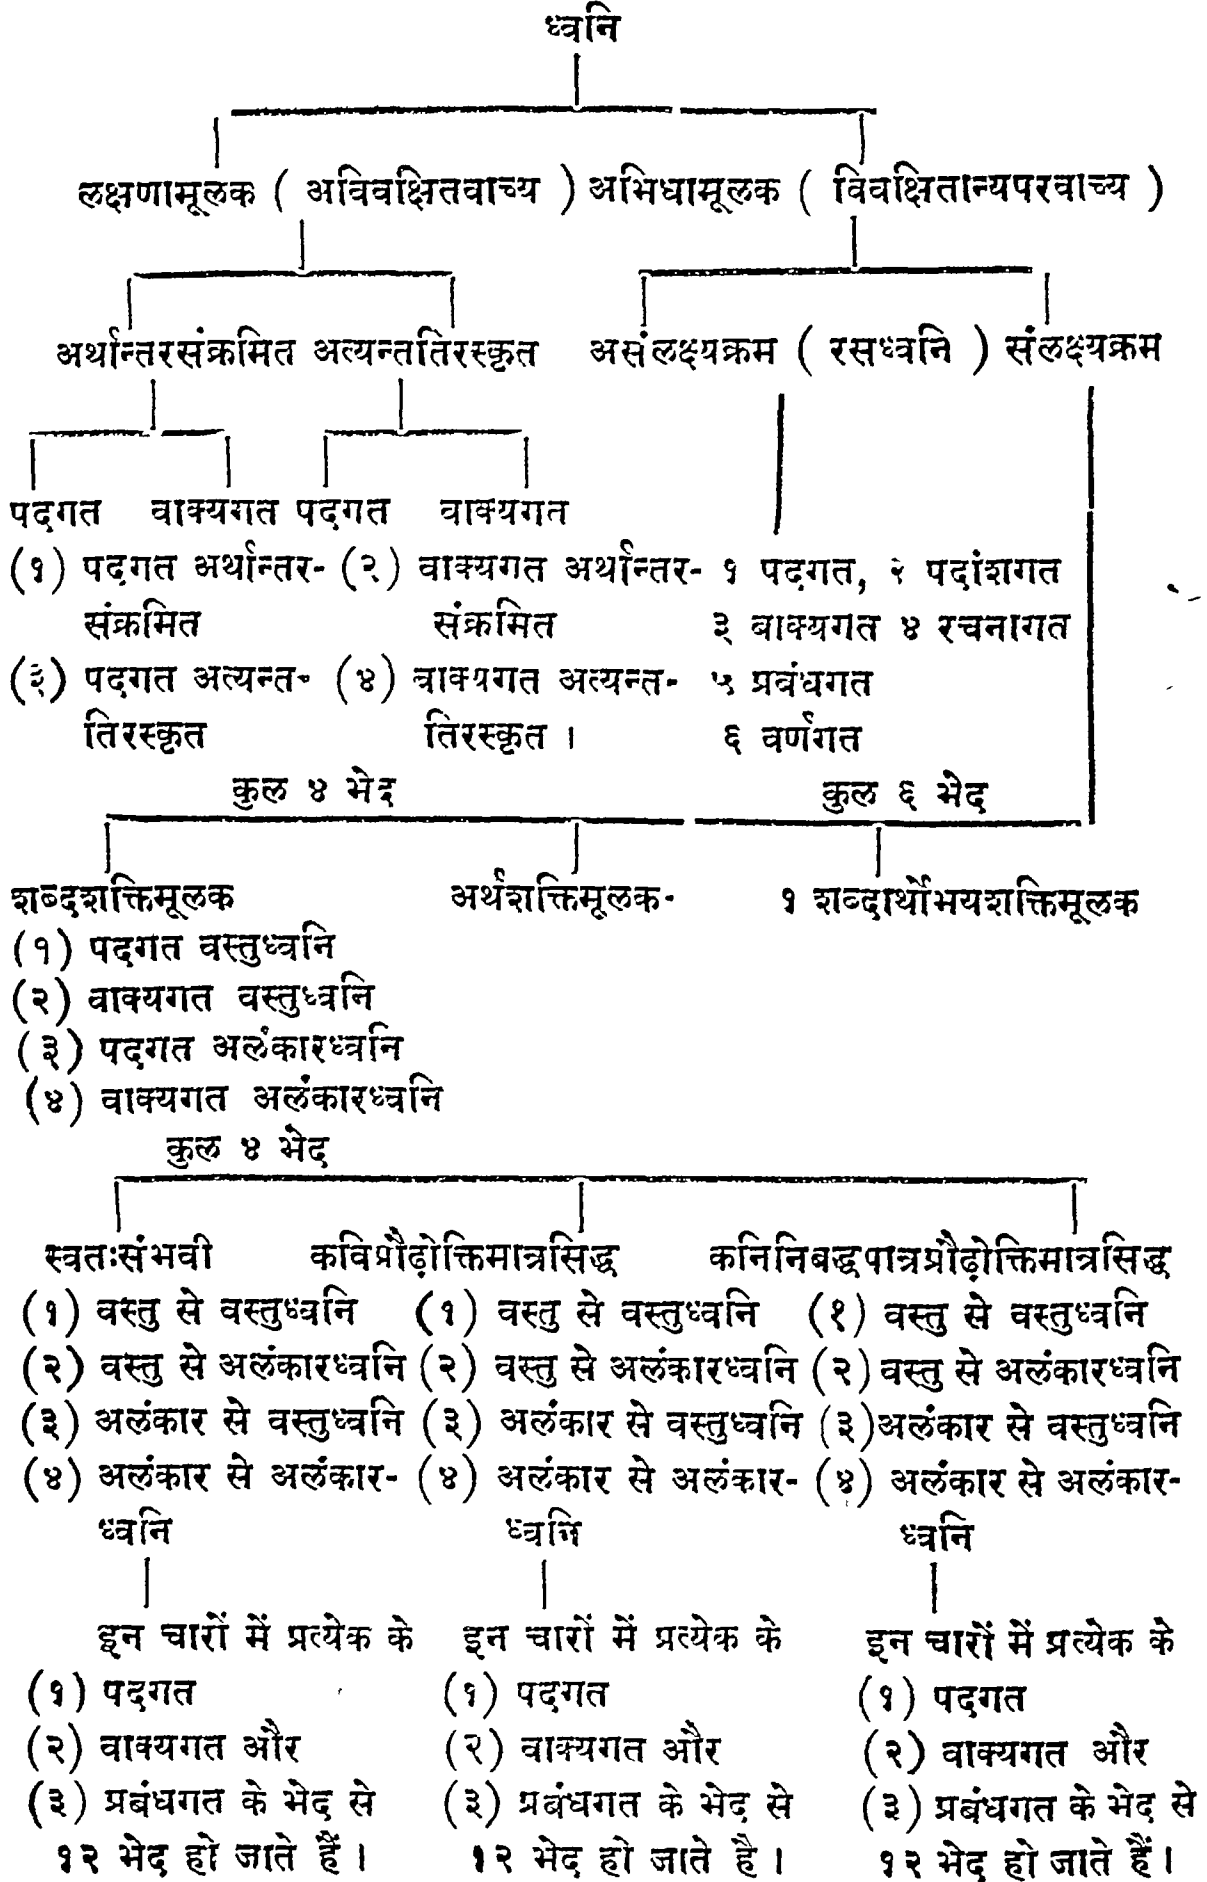 ध्वनि
लक्षणामूलक ( अविवक्षितवाच्य ) अभिधामूलक ( विवक्षितान्यपरवाच्य )
अर्थान्तरसंक्रमित अत्यन्ततिरस्कृत असंलक्ष्यक्रम ( रसध्वनि ) संलक्ष्यक्रम
पदगत वाक्यगत पदगत वाक्यगत
(१) पदगत अर्थान्तर- (२) वाक्यगत अर्थान्तर- १ पदगत, २ पदांशगत
संक्रमित संक्रमित ३ वाक्यगत ४ रचनागत
(३) पदगत अत्यन्त- (४) वाक्यगत अत्यन्त- ५ प्रबंधगत
तिरस्कृत तिरस्कृत । ६ वर्णगत
कुल ४ भेद कुल ६ भेद
शब्दशक्तिमूलक अर्थशक्तिमूलक- १ शब्दार्थोभयशक्तिमूलक
(१) पदगत वस्तुध्वनि
(२) वाक्यगत वस्तुध्वनि
(३) पदगत अलंकारध्वनि
(४) वाक्यगत अलंकारध्वनि
कुल ४ भेद
स्वतःसंभवी कविप्रौढ़ोक्तिमात्रसिद्ध कनिनिबद्धपात्रप्रौढ़ोक्तिमात्रसिद्ध
(१) वस्तु से वस्तुध्वनि (१) वस्तु से वस्तुध्वनि (१) वस्तु से वस्तुध्वनि
(२) वस्तु से अलंकारध्वनि (२) वस्तु से अलंकारध्वनि (२) वस्तु से अलंकारध्वनि
(३) अलंकार से वस्तुध्वनि (३) अलंकार से वस्तुध्वनि (३) अलंकार से वस्तुध्वनि
(४) अलंकार से अलंकार- (४) अलंकार से अलंकार- (४) अलंकार से अलंकार-
ध्वनि ध्वनि ध्वनि
इन चारों में प्रत्येक के इन चारों में प्रत्येक के इन चारों में प्रत्येक के
(१) पदगत (१) पदगत (१) पदगत
(२) वाक्यगत और (२) वाक्यगत और (२) वाक्यगत और
(३) प्रबंधगत के भेद से (३) प्रबंधगत के भेद से (३) प्रबंधगत के भेद से
१२ भेद हो जाते हैं । १२ भेद हो जाते है । १२ भेद हो जाते हैं ।